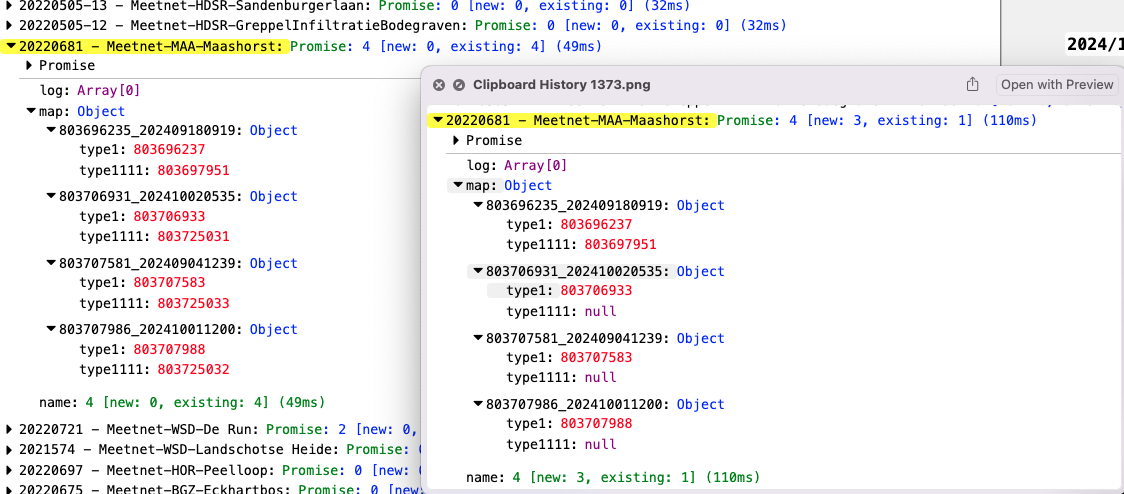 20220505-13 - Meetnet-HDSR-Sandenburgerlaan: Promise: 0 [new: 0, existing: 0] (32ms)
20220505-12 - Meetnet-HDSR-GreppelInfiltratieBodegraven: Promise: 0 [new: 0, existing: 0] (32ms)
20220681 - Meetnet-MAA-Maashorst: Promise: 4 [new: 0, existing: 4] (49ms)
Promise
log: Array[0]
map: Object
803696235_202409180919: Object
type1: 803696237
type1111: 803697951
803706931_202410020535: Object
type1: 803706933
type1111: 803725031
803707581_202409041239: Object
type1: 803707583
type1111: 803725033
803707986_202410011200: Object
type1: 803707988
type1111: 803725032
name: 4 [new: 0, existing: 4] (49ms)
20220721 - Meetnet-WSD-De Run: Promise: 2 [new: 0,
2021574 - Meetnet-WSD-Landschotse Heide: Promise:
20220697 - Meetnet-HOR-Peelloop: Promise: 0 [new:
20220675 - Meetnet-BGZ-Eckhartbos: Promise: 0 [new
2024/1
Clipboard History 1373.png
Open with Preview
20220681 - Meetnet-MAA-Maashorst: Promise: 4 [new: 3, existing: 1] (110ms)
Promise
log: Array[0]
map: Object
803696235_202409180919: Object
type1: 803696237
type1111: 803697951
803706931_202410020535: Object
type1: 803706933
type1111: null
803707581_202409041239: Object
type1: 803707583
type1111: null
803707986_202410011200: Object
type1: 803707988
type1111: null
name: 4 [new: 3, existing: 1] (110ms)